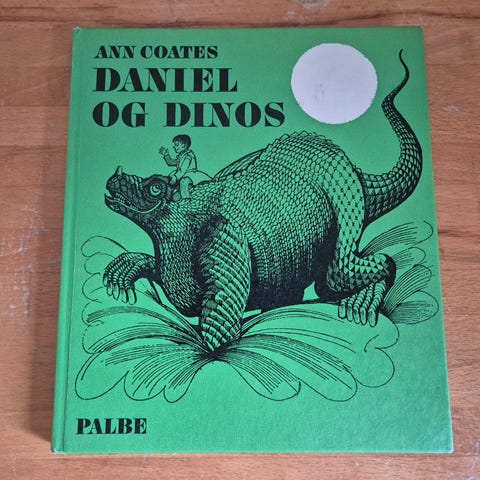 ANN COATES
DANIEL
OG DINOS
PALBE